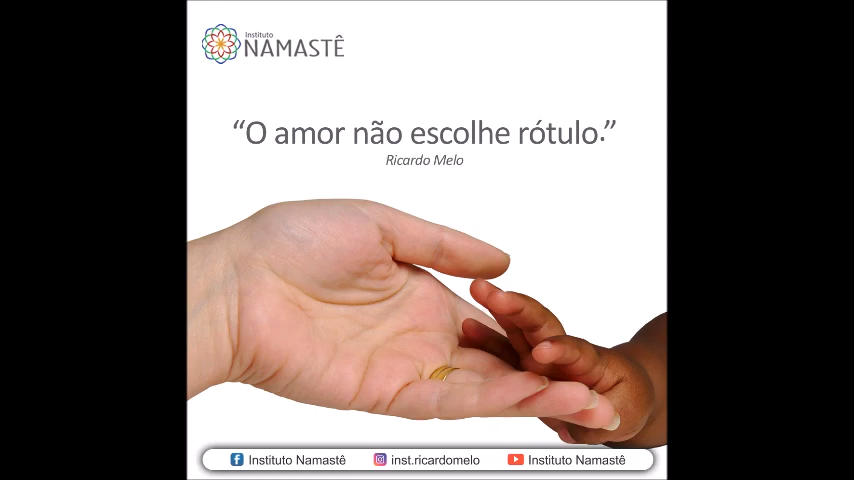 Instituto
NAMASTÊ
“O amor não escolhe rótulo.”
Ricardo Melo
Instituto Namastê inst.ricardomelo Instituto Namastê